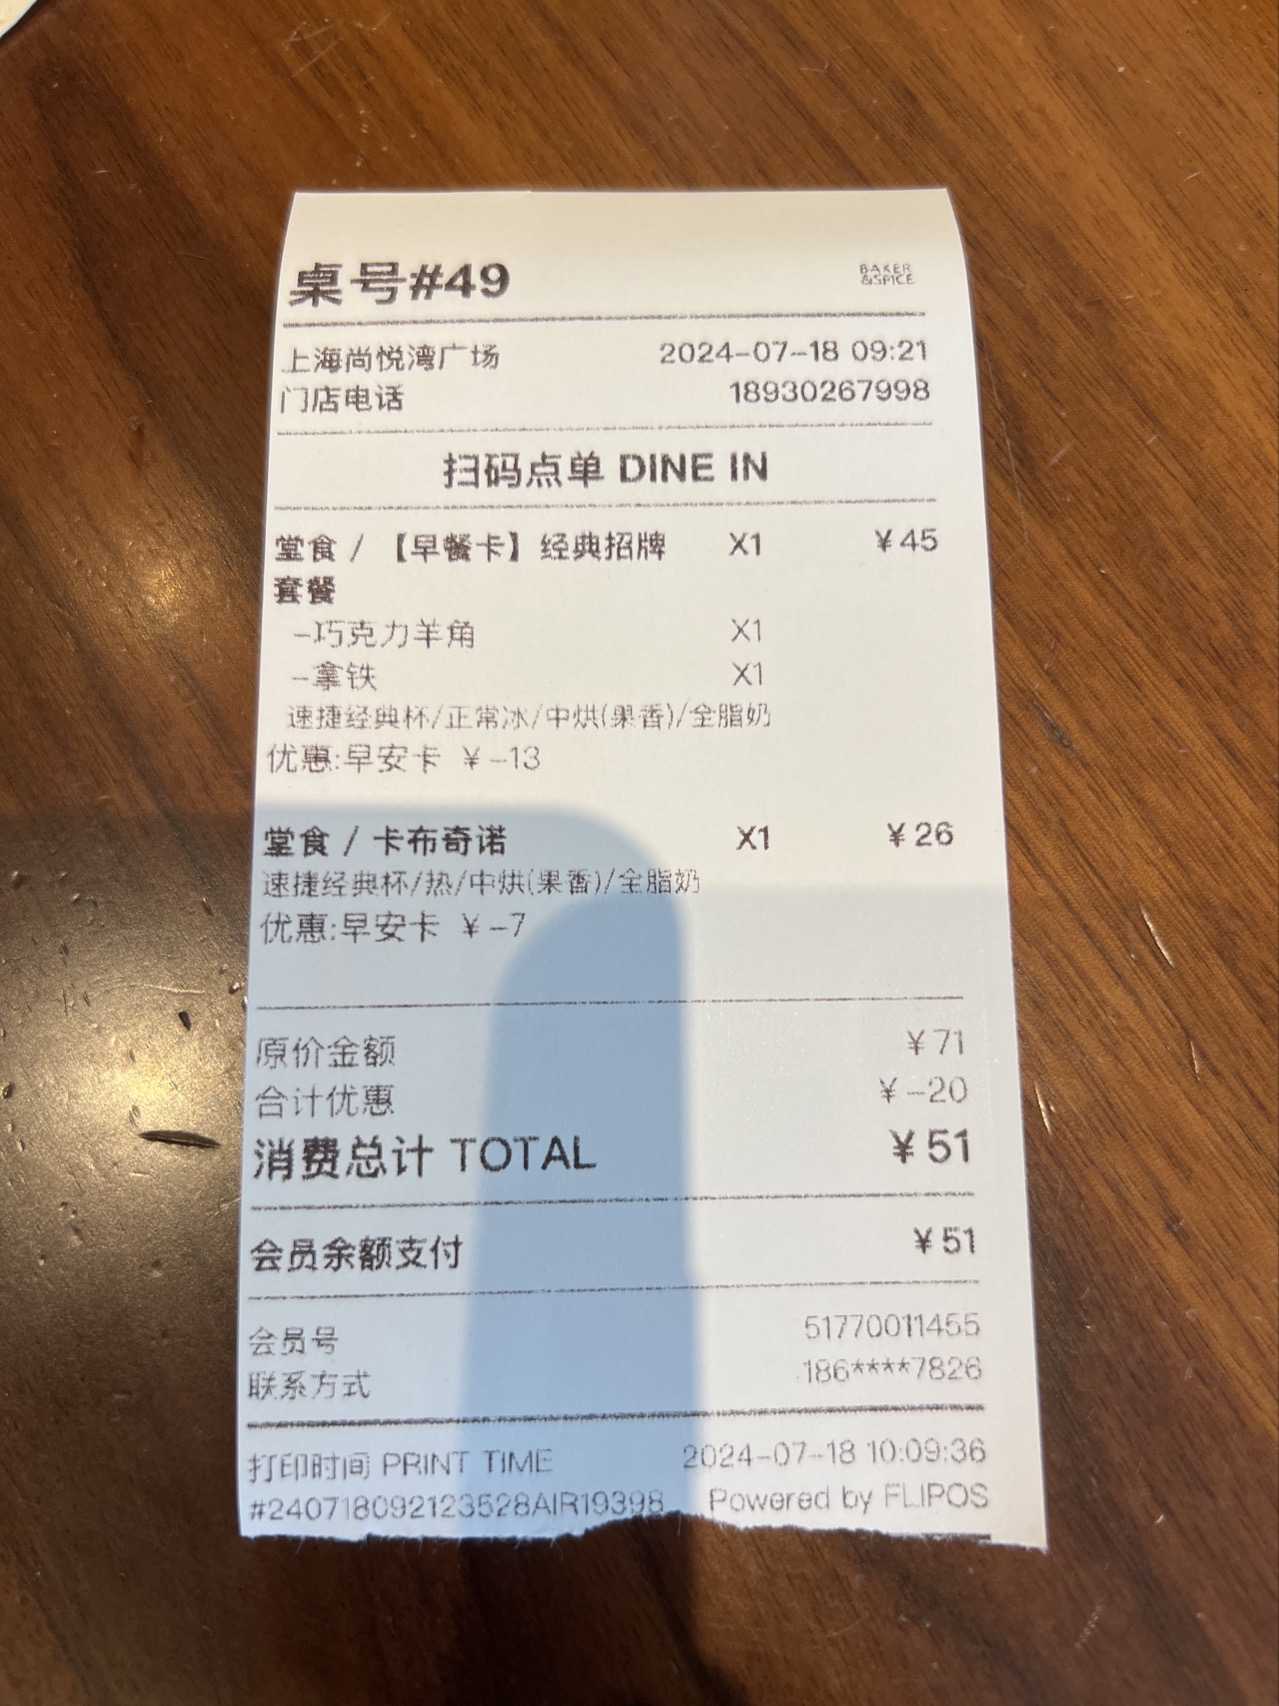 桌号#49
BAKER
&SPICE
上海尚悦湾广场 2024-07-18 09:21
门店电话 18930267998
扫码点单 DINE IN
堂食 / 【早餐卡】经典招牌 X1 ¥45
套餐
-巧克力羊角 X1
-拿铁 X1
速捷经典杯/正常冰/中烘(果香)/全脂奶
优惠:早安卡 ¥-13
堂食 / 卡布奇诺 X1 ¥26
速捷经典杯/热/中烘(果香)/全脂奶
优惠:早安卡 ¥-7
原价金额 ¥71
合计优惠 ¥-20
消费总计 TOTAL ¥51
会员余额支付 ¥51
会员号 51770011455
联系方式 186****7826
打印时间 PRINT TIME 2024-07-18 10:09:36
#240718092123528AIR19398 Powered by FLIPOS